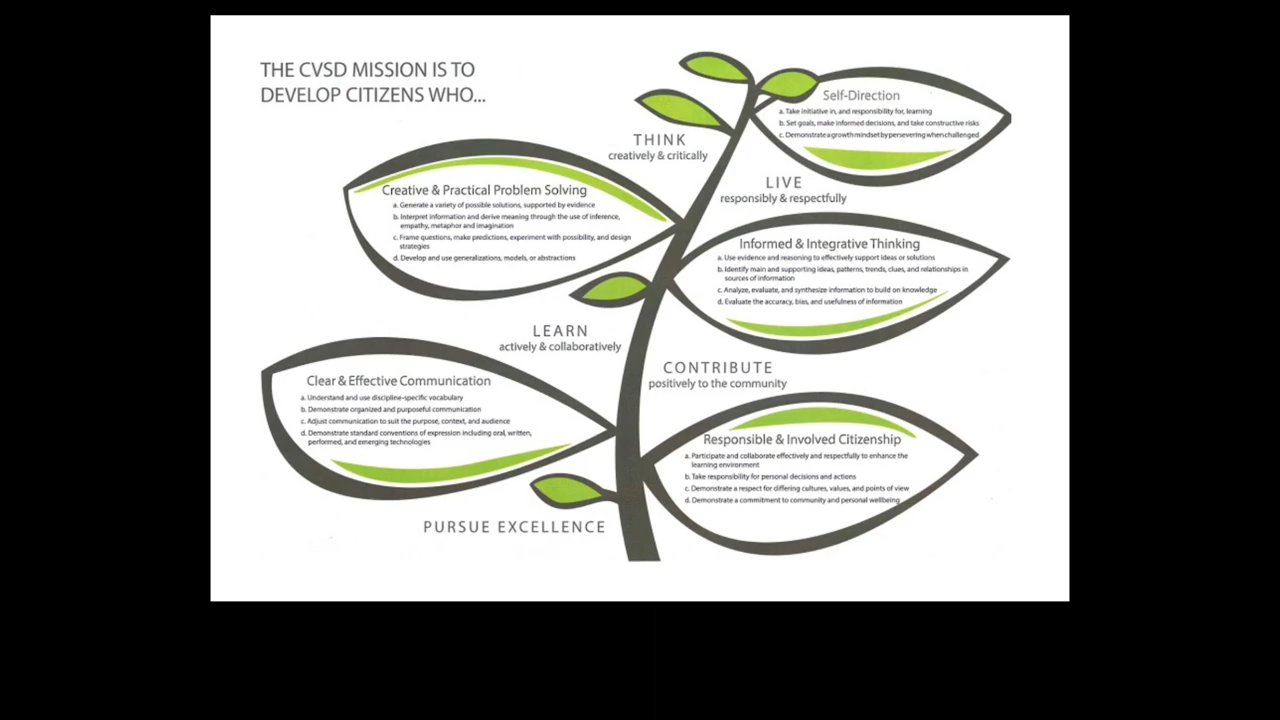 THE CVSD MISSION IS TO
DEVELOP CITIZENS WHO...
THINK
creatively & critically
Self-Direction
a. Take initiative in, and responsibility for, learning
b. Set goals, make informed decisions, and take constructive risks
c. Demonstrate a growth mindset by persevering when challenged
LIVE
responsibly & respectfully
Creative & Practical Problem Solving
a. Generate a variety of possible solutions, supported by evidence
b. Interpret information and derive meaning through the use of inference,
empathy, metaphor and imagination
c. Frame questions, make predictions, experiment with possibility, and design
strategies
d. Develop and use generalizations, models, or abstractions
Informed & Integrative Thinking
a. Use evidence and reasoning to effectively support ideas or solutions
b. Identify main and supporting ideas, patterns, trends, clues, and relationships in
sources of information
c. Analyze, evaluate, and synthesize information to build on knowledge
d. Evaluate the accuracy, bias, and usefulness of information
LEARN
actively & collaboratively
CONTRIBUTE
positively to the community
Clear & Effective Communication
a. Understand and use discipline-specific vocabulary
b. Demonstrate organized and purposeful communication
c. Adjust communication to suit the purpose, context, and audience
d. Demonstrate standard conventions of expression including oral, written,
performed, and emerging technologies
Responsible & Involved Citizenship
a. Participate and collaborate effectively and respectfully to enhance the
learning environment
b. Take responsibility for personal decisions and actions
c. Demonstrate a respect for differing cultures, values, and points of view
d. Demonstrate a commitment to community and personal wellbeing
PURSUE EXCELLENCE